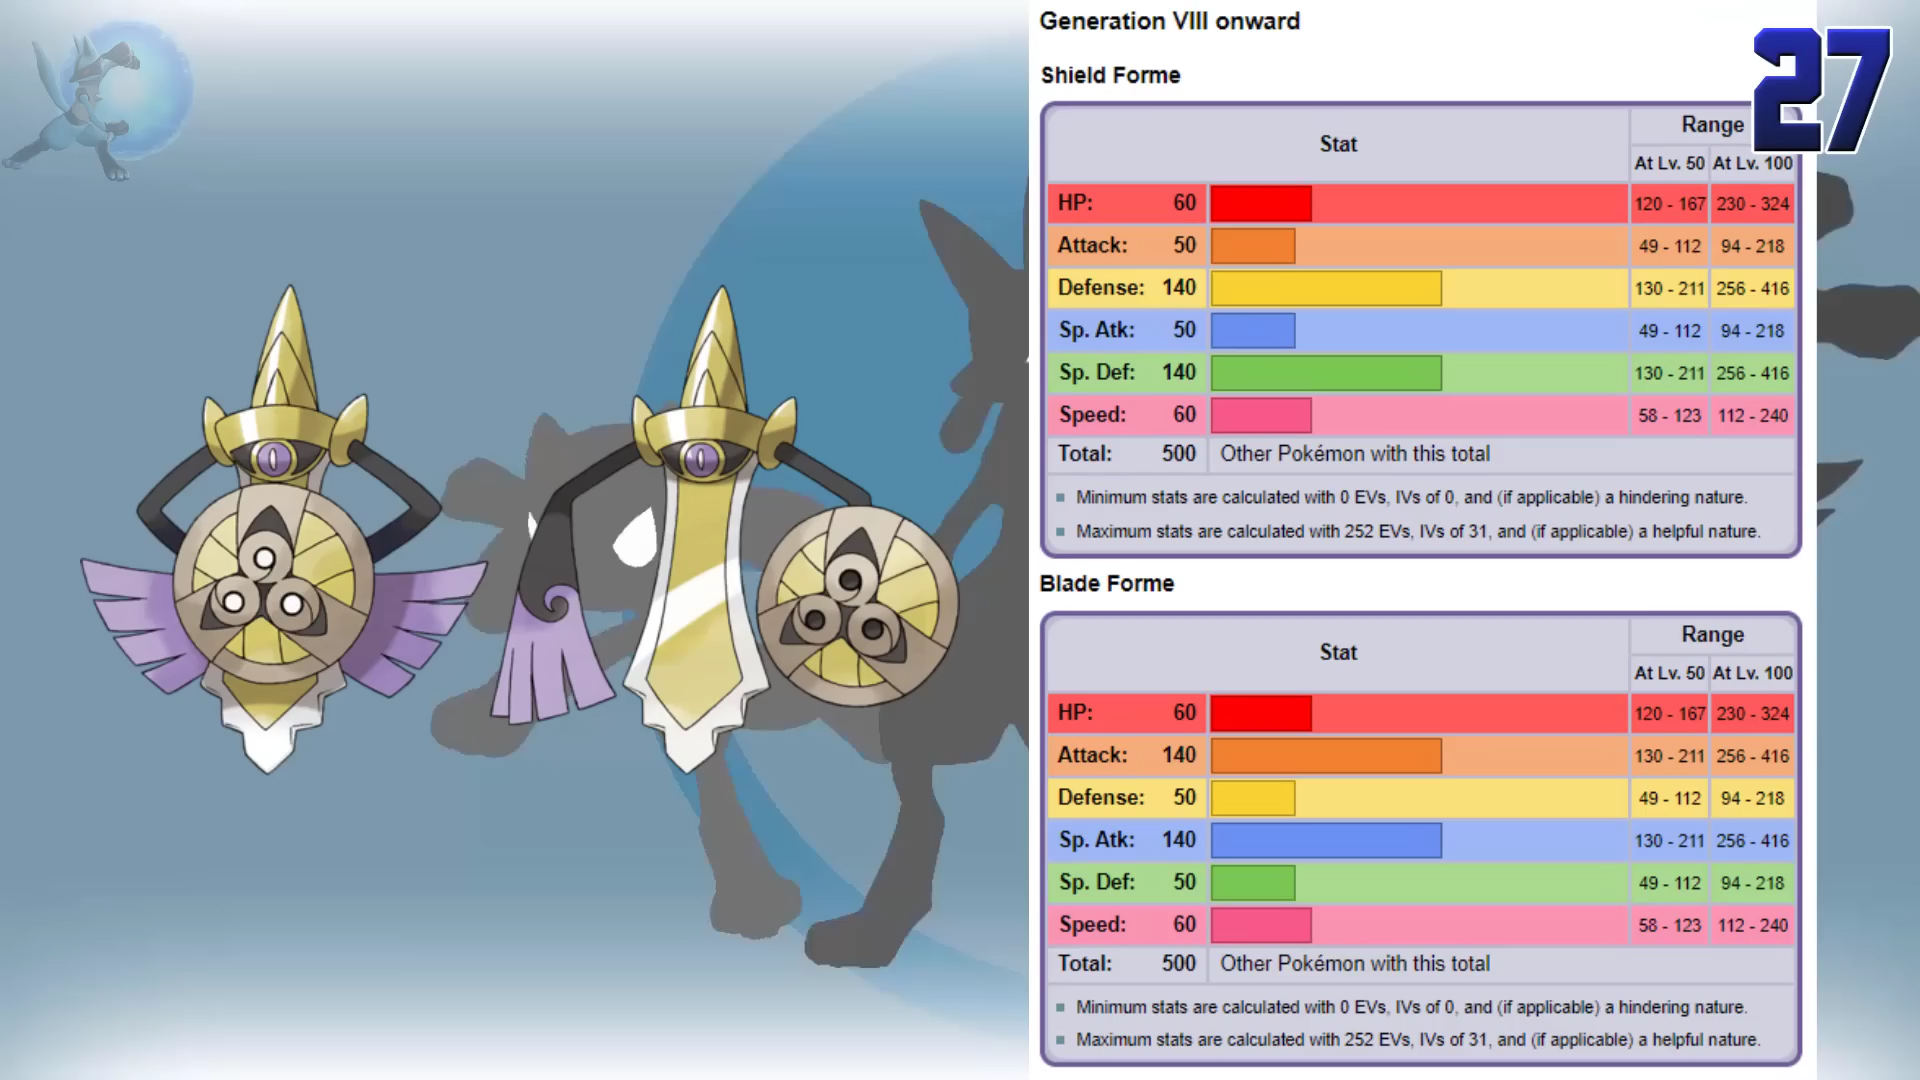 Generation VIII onward
27
Shield Forme
Stat
Range
At Lv. 50 At Lv. 100
HP: 60 120 - 167 230 - 324
Attack: 50 49 - 112 94 - 218
Defense: 140 130 - 211 256 - 416
Sp. Atk: 50 49 - 112 94 - 218
Sp. Def: 140 130 - 211 256 - 416
Speed: 60 58 - 123 112 - 240
Total: 500 Other Pokémon with this total
Minimum stats are calculated with 0 EVs, IVs of 0, and (if applicable) a hindering nature.
Maximum stats are calculated with 252 EVs, IVs of 31, and (if applicable) a helpful nature.
Blade Forme
Stat
Range
At Lv. 50 At Lv. 100
HP: 60 120 - 167 230 - 324
Attack: 140 130 - 211 256 - 416
Defense: 50 49 - 112 94 - 218
Sp. Atk: 140 130 - 211 256 - 416
Sp. Def: 50 49 - 112 94 - 218
Speed: 60 58 - 123 112 - 240
Total: 500 Other Pokémon with this total
Minimum stats are calculated with 0 EVs, IVs of 0, and (if applicable) a hindering nature.
Maximum stats are calculated with 252 EVs, IVs of 31, and (if applicable) a helpful nature.